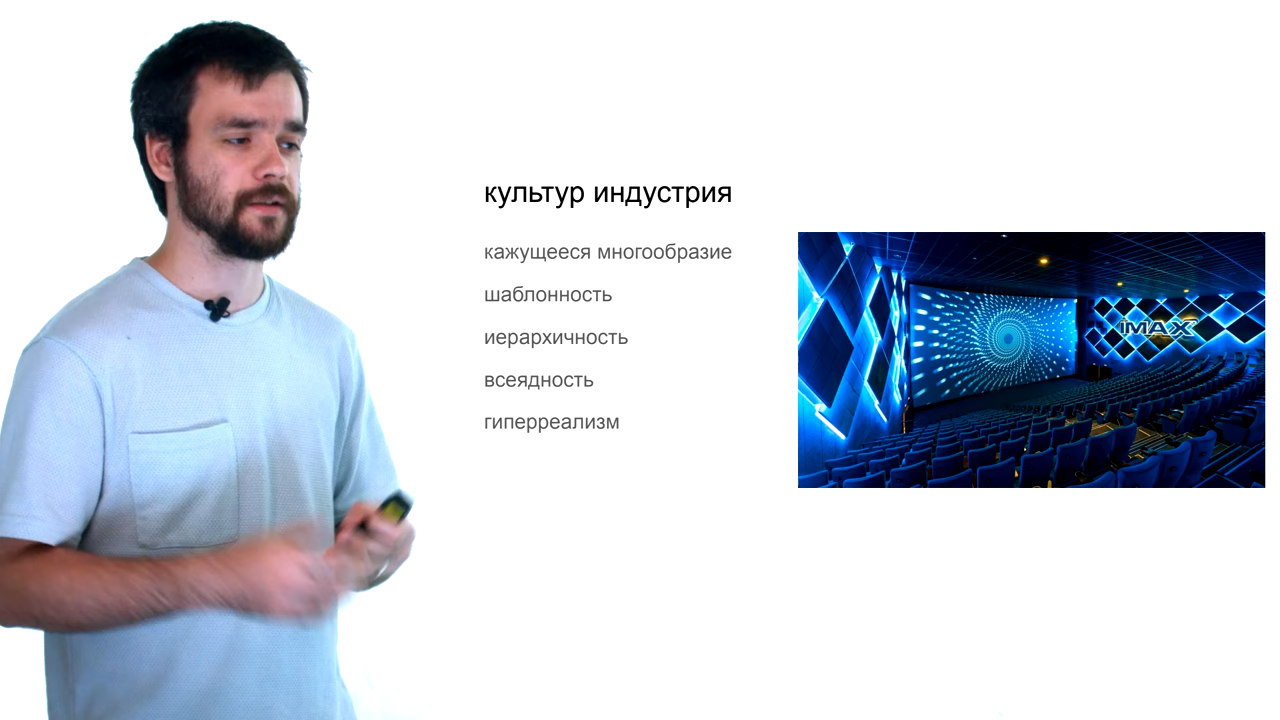 культур индустрия
кажущееся многообразие
шаблонность
иерархичность
всеядность
гиперреализм
IMAX